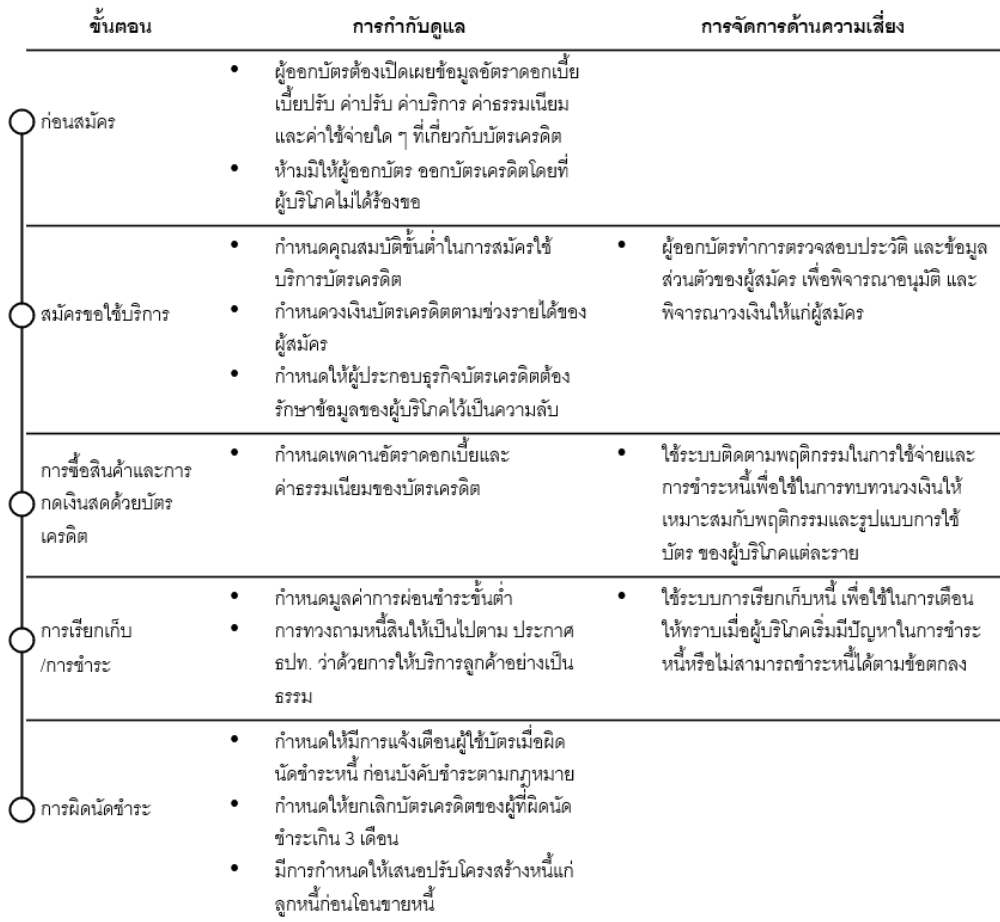 ขั้นตอน การกำกับดูแล การจัดการด้านความเสี่ยง
ก่อนสมัคร
• ผู้ออกบัตรต้องเปิดเผยข้อมูลอัตราดอกเบี้ย
เบี้ยปรับ ค่าปรับ ค่าบริการ ค่าธรรมเนียม
และค่าใช้จ่ายใด ๆ ที่เกี่ยวกับบัตรเครดิต
• ห้ามมิให้ผู้ออกบัตร ออกบัตรเครดิตโดยที่
ผู้บริโภคไม่ได้ร้องขอ
สมัครขอใช้บริการ
• กำหนดคุณสมบัติขั้นต่ำในการสมัครใช้
บริการบัตรเครดิต
• กำหนดวงเงินบัตรเครดิตตามช่วงรายได้ของ
ผู้สมัคร
• กำหนดให้ผู้ประกอบธุรกิจบัตรเครดิตต้อง
รักษาข้อมูลของผู้บริโภคไว้เป็นความลับ
• ผู้ออกบัตรทำการตรวจสอบประวัติ และข้อมูล
ส่วนตัวของผู้สมัคร เพื่อพิจารณาอนุมัติ และ
พิจารณาวงเงินให้แก่ผู้สมัคร
การซื้อสินค้าและการ
กดเงินสดด้วยบัตร
เครดิต
• กำหนดเพดานอัตราดอกเบี้ยและ
ค่าธรรมเนียมของบัตรเครดิต
• ใช้ระบบติดตามพฤติกรรมในการใช้จ่ายและ
การชำระหนี้เพื่อใช้ในการทบทวนวงเงินให้
เหมาะสมกับพฤติกรรมและรูปแบบการใช้
บัตร ของผู้บริโภคแต่ละราย
การเรียกเก็บ
/การชำระ
• กำหนดมูลค่าการผ่อนชำระขั้นต่ำ
• การทวงถามหนี้สินให้เป็นไปตาม ประกาศ
ธปท. ว่าด้วยการให้บริการลูกค้าอย่างเป็น
ธรรม
• ใช้ระบบการเรียกเก็บหนี้ เพื่อใช้ในการเตือน
ให้ทราบเมื่อผู้บริโภคเริ่มมีปัญหาในการชำระ
หนี้หรือไม่สามารถชำระหนี้ได้ตามข้อตกลง
การผิดนัดชำระ
• กำหนดให้มีการแจ้งเตือนผู้ใช้บัตรเมื่อผิด
นัดชำระหนี้ ก่อนบังคับชำระตามกฎหมาย
• กำหนดให้ยกเลิกบัตรเครดิตของผู้ที่ผิดนัด
ชำระเกิน 3 เดือน
• มีการกำหนดให้เสนอปรับโครงสร้างหนี้แก่
ลูกหนี้ก่อนโอนขายหนี้